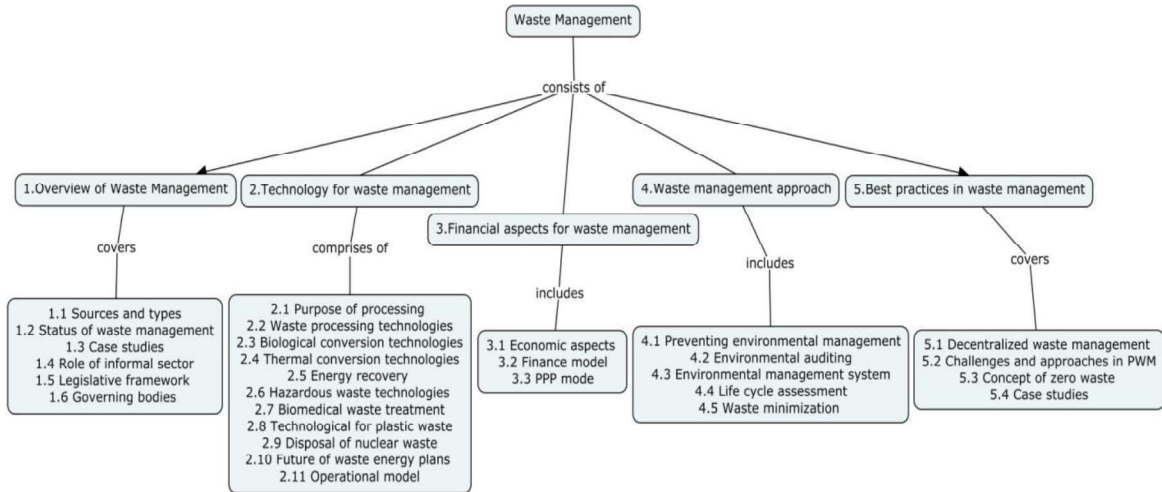 Waste Management
consists of
1.Overview of Waste Management
2.Technology for waste management
3.Financial aspects for waste management
4.Waste management approach
5.Best practices in waste management
covers
1.1 Sources and types
1.2 Status of waste management
1.3 Case studies
1.4 Role of informal sector
1.5 Legislative framework
1.6 Governing bodies
comprises of
2.1 Purpose of processing
2.2 Waste processing technologies
2.3 Biological conversion technologies
2.4 Thermal conversion technologies
2.5 Energy recovery
2.6 Hazardous waste technologies
2.7 Biomedical waste treatment
2.8 Technological for plastic waste
2.9 Disposal of nuclear waste
2.10 Future of waste energy plans
2.11 Operational model
includes
3.1 Economic aspects
3.2 Finance model
3.3 PPP mode
includes
4.1 Preventing environmental management
4.2 Environmental auditing
4.3 Environmental management system
4.4 Life cycle assessment
4.5 Waste minimization
covers
5.1 Decentralized waste management
5.2 Challenges and approaches in PWM
5.3 Concept of zero waste
5.4 Case studies